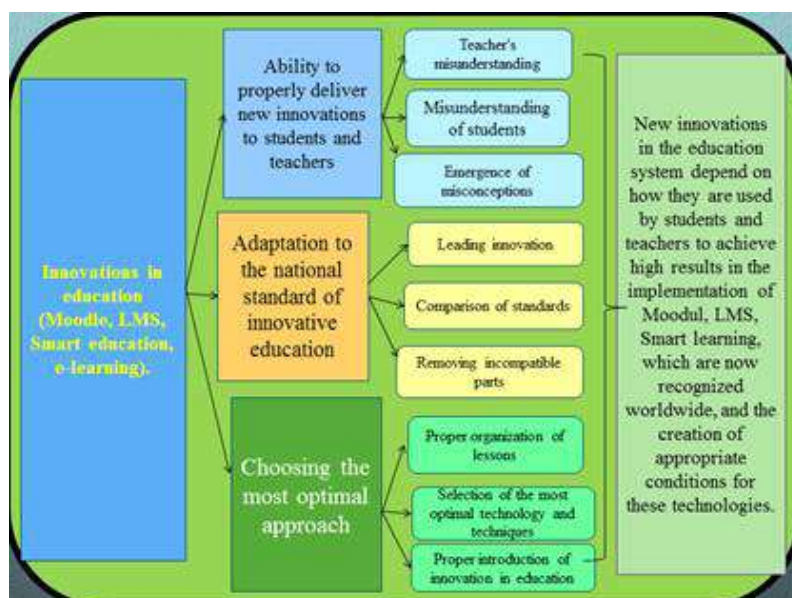 Innovations in
education
(Moodle, LMS,
Smart education,
e-learning).
Ability to
properly deliver
new innovations
to students and
teachers
Teacher's
misunderstanding
Misunderstanding
of students
Emergence of
misconceptions
Adaptation to
the national
standard of
innovative
education
Leading innovation
Comparison of standards
Removing incompatible
parts
Choosing the
most optimal
approach
Proper organization of
lessons
Selection of the most
optimal technology and
techniques
Proper introduction of
innovation in education
New innovations
in the education
system depend on
how they are used
by students and
teachers to achieve
high results in the
implementation of
Moodul, LMS,
Smart learning,
which are now
recognized
worldwide, and the
creation of
appropriate
conditions for
these technologies.